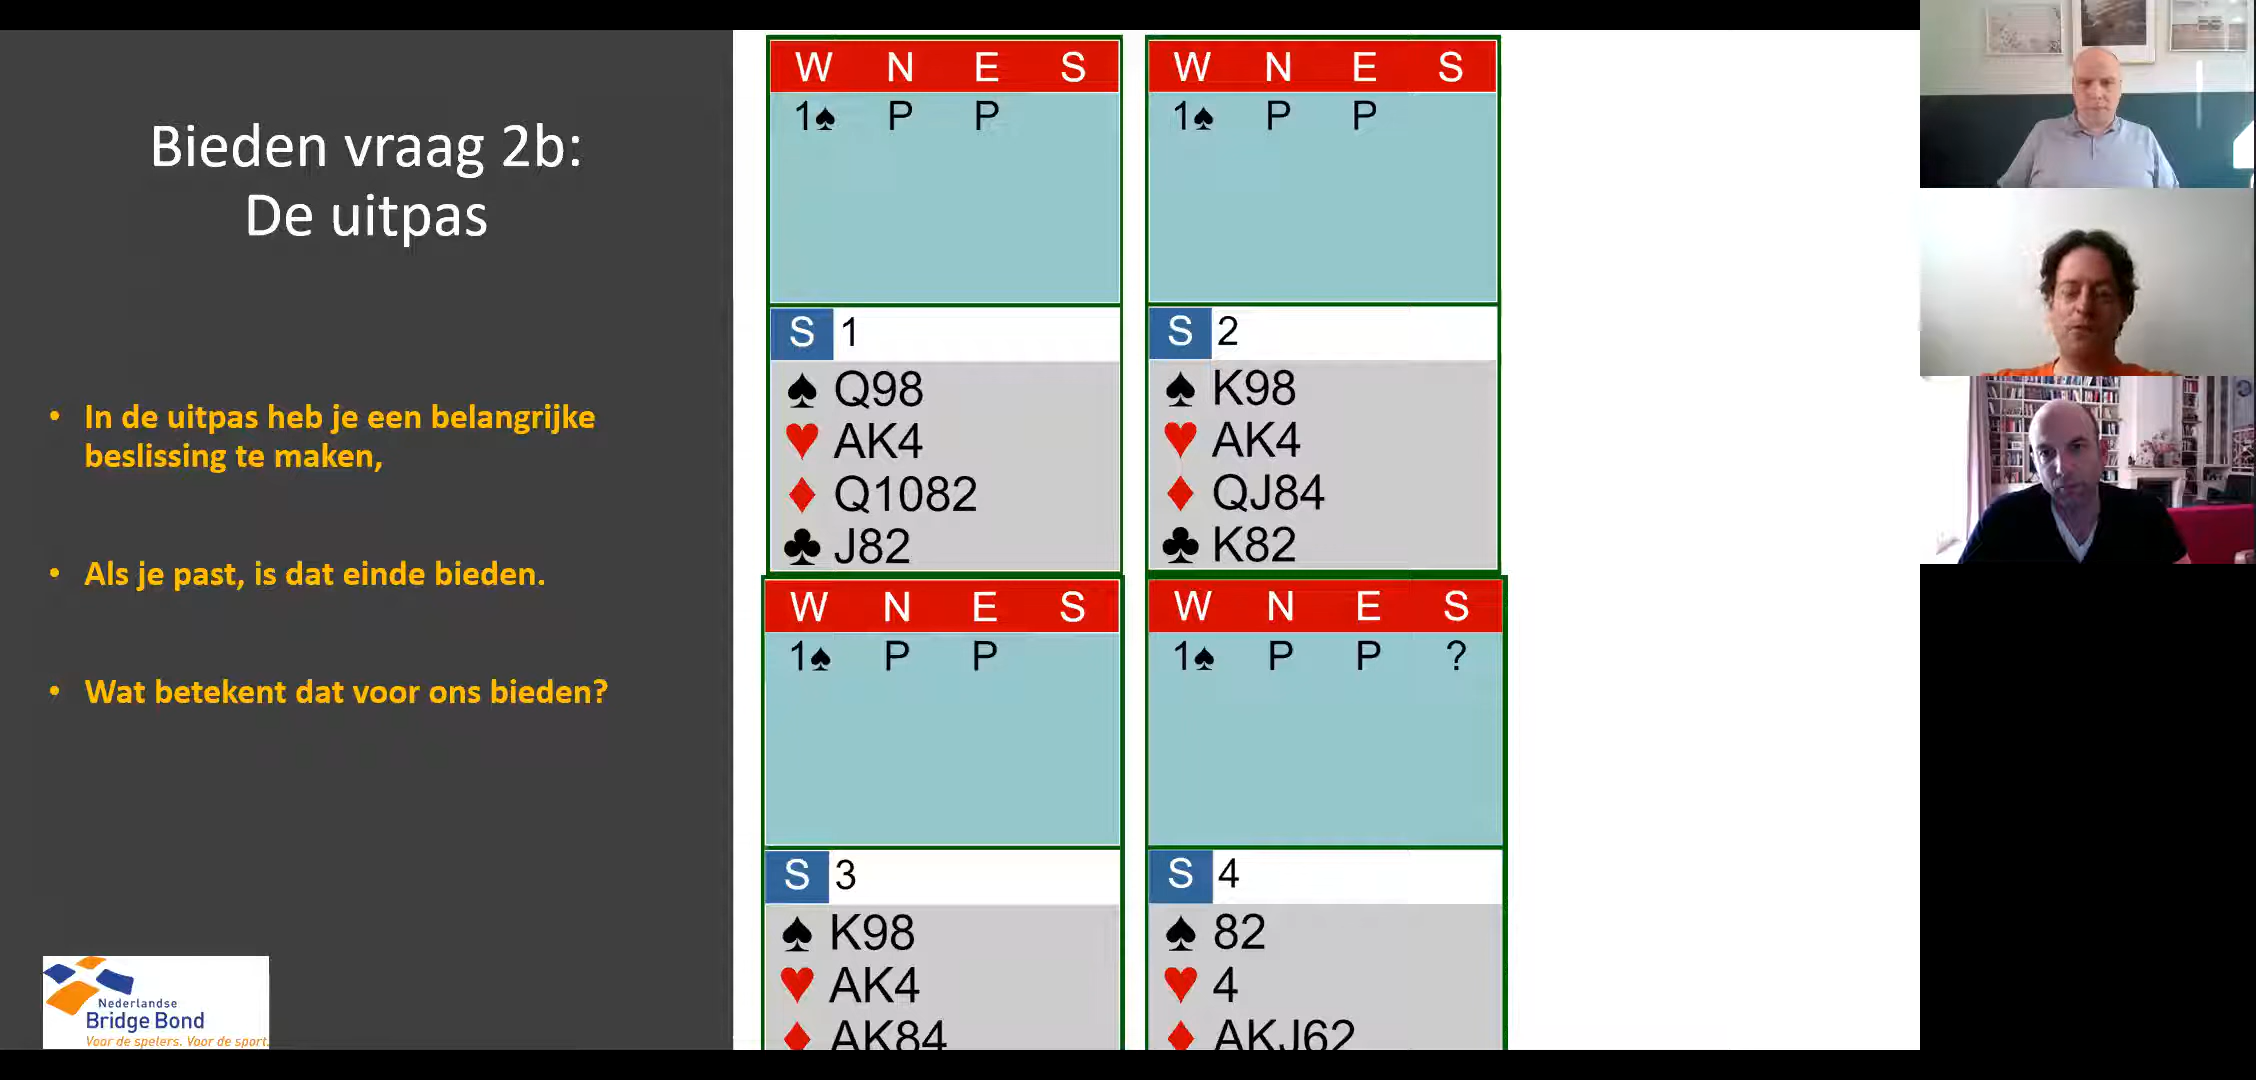 Bieden vraag 2b:
De uitpas
• In de uitpas heb je een belangrijke
beslissing te maken,
• Als je past, is dat einde bieden.
• Wat betekent dat voor ons bieden?
Nederlandse
Bridge Bond
Voor de spelers. Voor de sport.
W N E S
1♠ P P
S 1
♠ Q98
♥ AK4
♦ Q1082
♣ J82
W N E S
1♠ P P
S 2
♠ K98
♥ AK4
♦ QJ84
♣ K82
W N E S
1♠ P P
S 3
♠ K98
♥ AK4
♦ AK84
W N E S
1♠ P P ?
S 4
♠ 82
♥ 4
♦ AKJ62